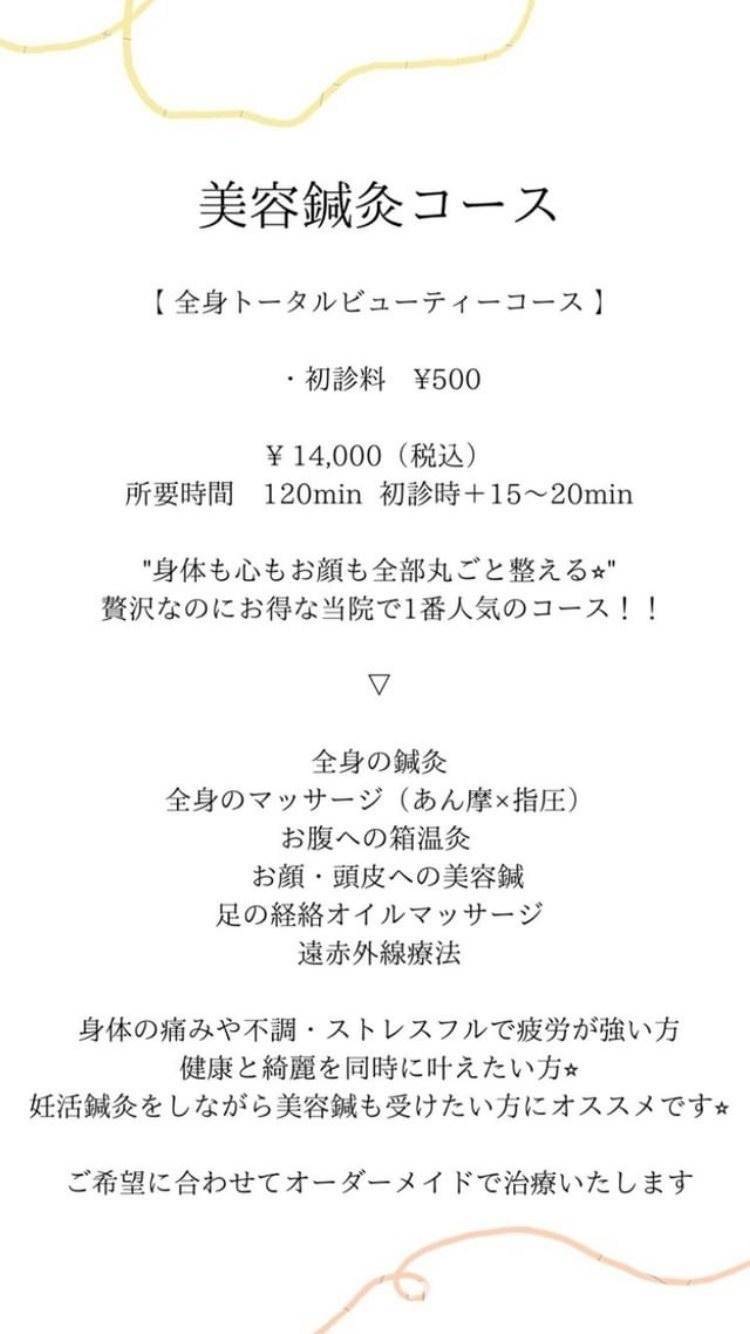 美容鍼灸コース
【 全身トータルビューティーコース 】
・初診料　¥500
¥ 14,000（税込）
所要時間　120min 初診時＋15〜20min
"身体も心もお顔も全部丸ごと整える⭐︎"
贅沢なのにお得な当院で1番人気のコース！！
▽
全身の鍼灸
全身のマッサージ（あん摩×指圧）
お腹への箱温灸
お顔・頭皮への美容鍼
足の経絡オイルマッサージ
遠赤外線療法
身体の痛みや不調・ストレスフルで疲労が強い方
健康と綺麗を同時に叶えたい方⭐︎
妊活鍼灸をしながら美容鍼も受けたい方にオススメです⭐︎
ご希望に合わせてオーダーメイドで治療いたします